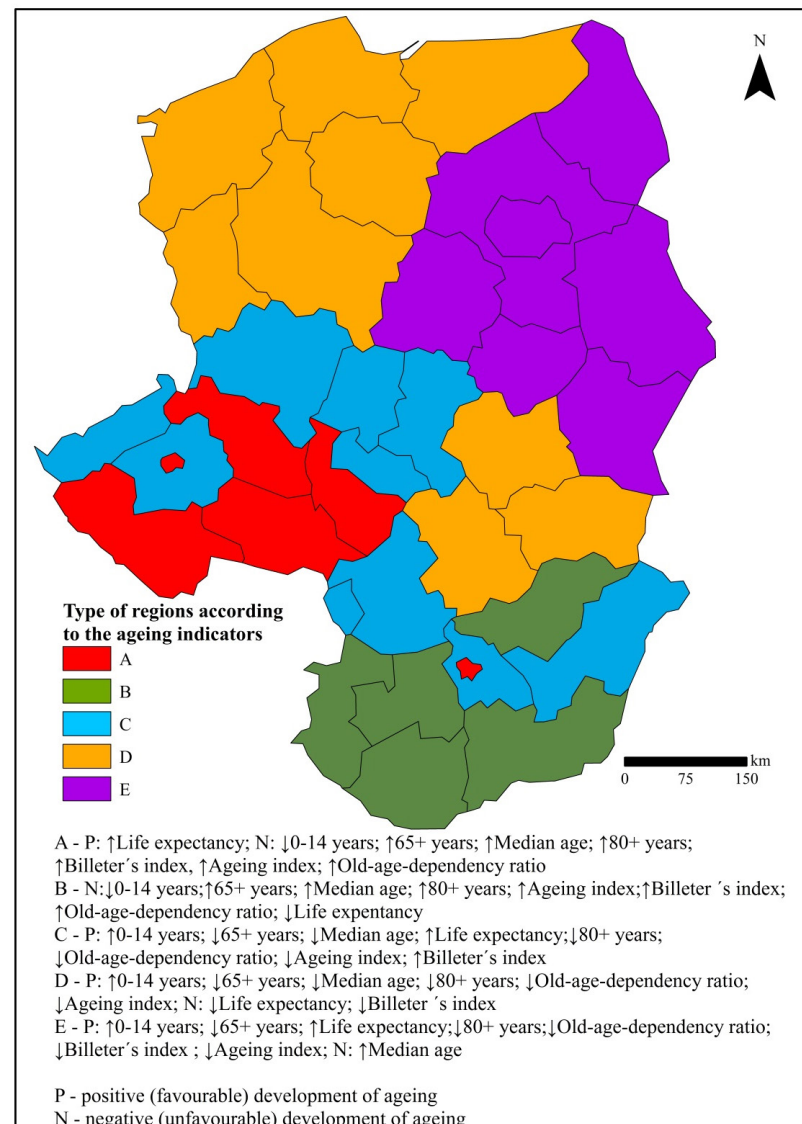 N
Type of regions according
to the ageing indicators
A
B
C
D
E
km
0 75 150
A - P: ↑Life expectancy; N: ↓0-14 years; ↑65+ years; ↑Median age; ↑80+ years;
↑Billeter´s index, ↑Ageing index; ↑Old-age-dependency ratio
B - N:↓0-14 years;↑65+ years; ↑Median age; ↑80+ years; ↑Ageing index;↑Billeter ´s index;
↑Old-age-dependency ratio; ↓Life expentancy
C - P: ↑0-14 years; ↓65+ years; ↓Median age; ↑Life expectancy;↓80+ years;
↓Old-age-dependency ratio; ↓Ageing index; ↑Billeter´s index
D - P: ↑0-14 years; ↓65+ years; ↓Median age; ↓80+ years; ↓Old-age-dependency ratio;
↓Ageing index; N: ↓Life expectancy; ↓Billeter ´s index
E - P: ↑0-14 years; ↓65+ years; ↑Life expectancy;↓80+ years;↓Old-age-dependency ratio;
↓Billeter´s index ; ↓Ageing index; N: ↑Median age
P - positive (favourable) development of ageing
N - negative (unfavourable) development of ageing